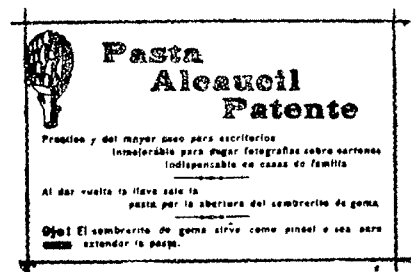 Pasta
Alcaucil
Patente
Practico y del mayor aseo para escritorios
Inmejorable para pegar fotografias sobre cartones
Indispensable en casas de familia
Al dar vuelta la llave sale la
pasta por la abertura del sombrerito de goma.
Ojo! El sombrerito de goma sirve como pincel o sea para
extender la pasta.